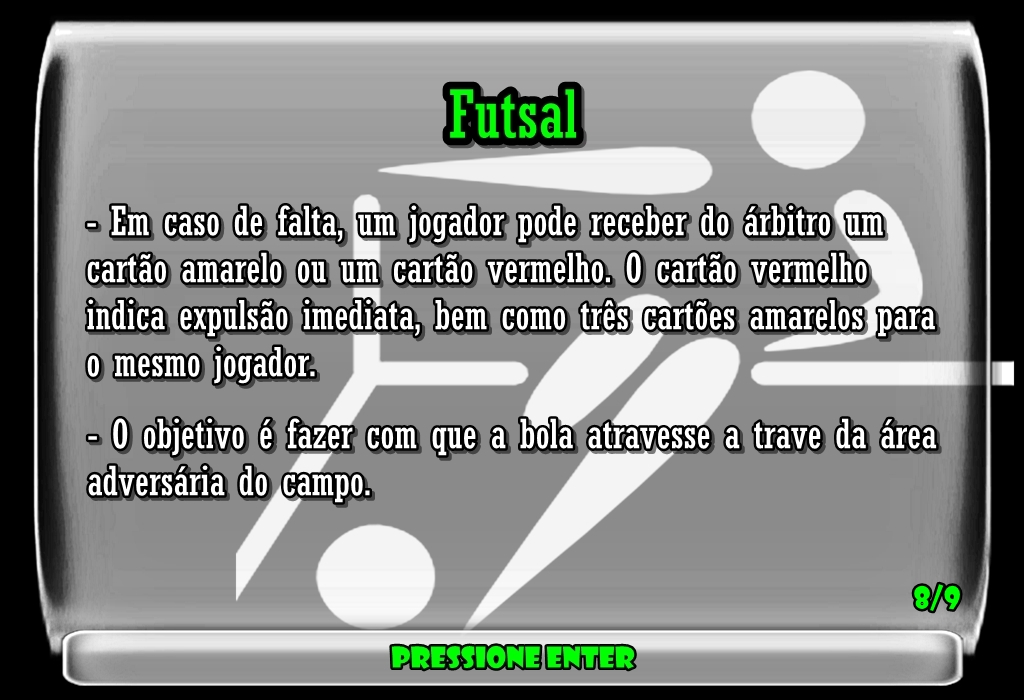 Futsal
- Em caso de falta, um jogador pode receber do árbitro um
cartão amarelo ou um cartão vermelho. O cartão vermelho
indica expulsão imediata, bem como três cartões amarelos para
o mesmo jogador.
- O objetivo é fazer com que a bola atravesse a trave da área
adversária do campo.
8/9
PRESSIONE ENTER